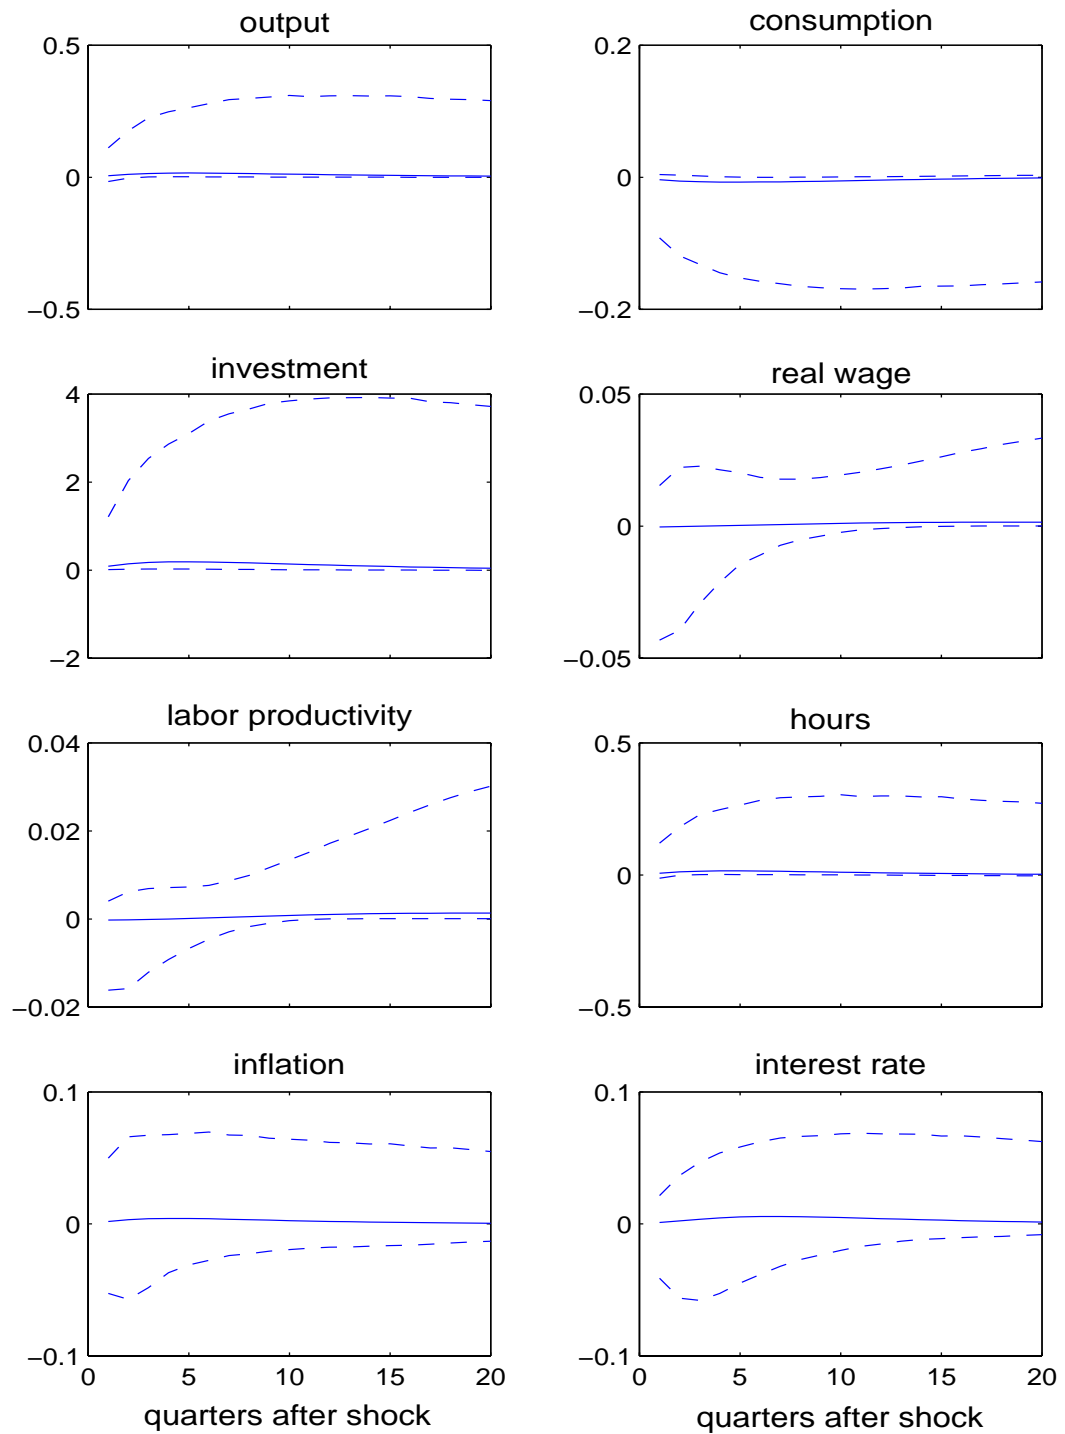 output
0.5
0
−0.5
consumption
0.2
0
−0.2
investment
4
2
0
−2
real wage
0.05
0
−0.05
labor productivity
0.04
0.02
0
−0.02
hours
0.5
0
−0.5
inflation
0.1
0
−0.1
0 5 10 15 20
quarters after shock
interest rate
0.1
0
−0.1
0 5 10 15 20
quarters after shock